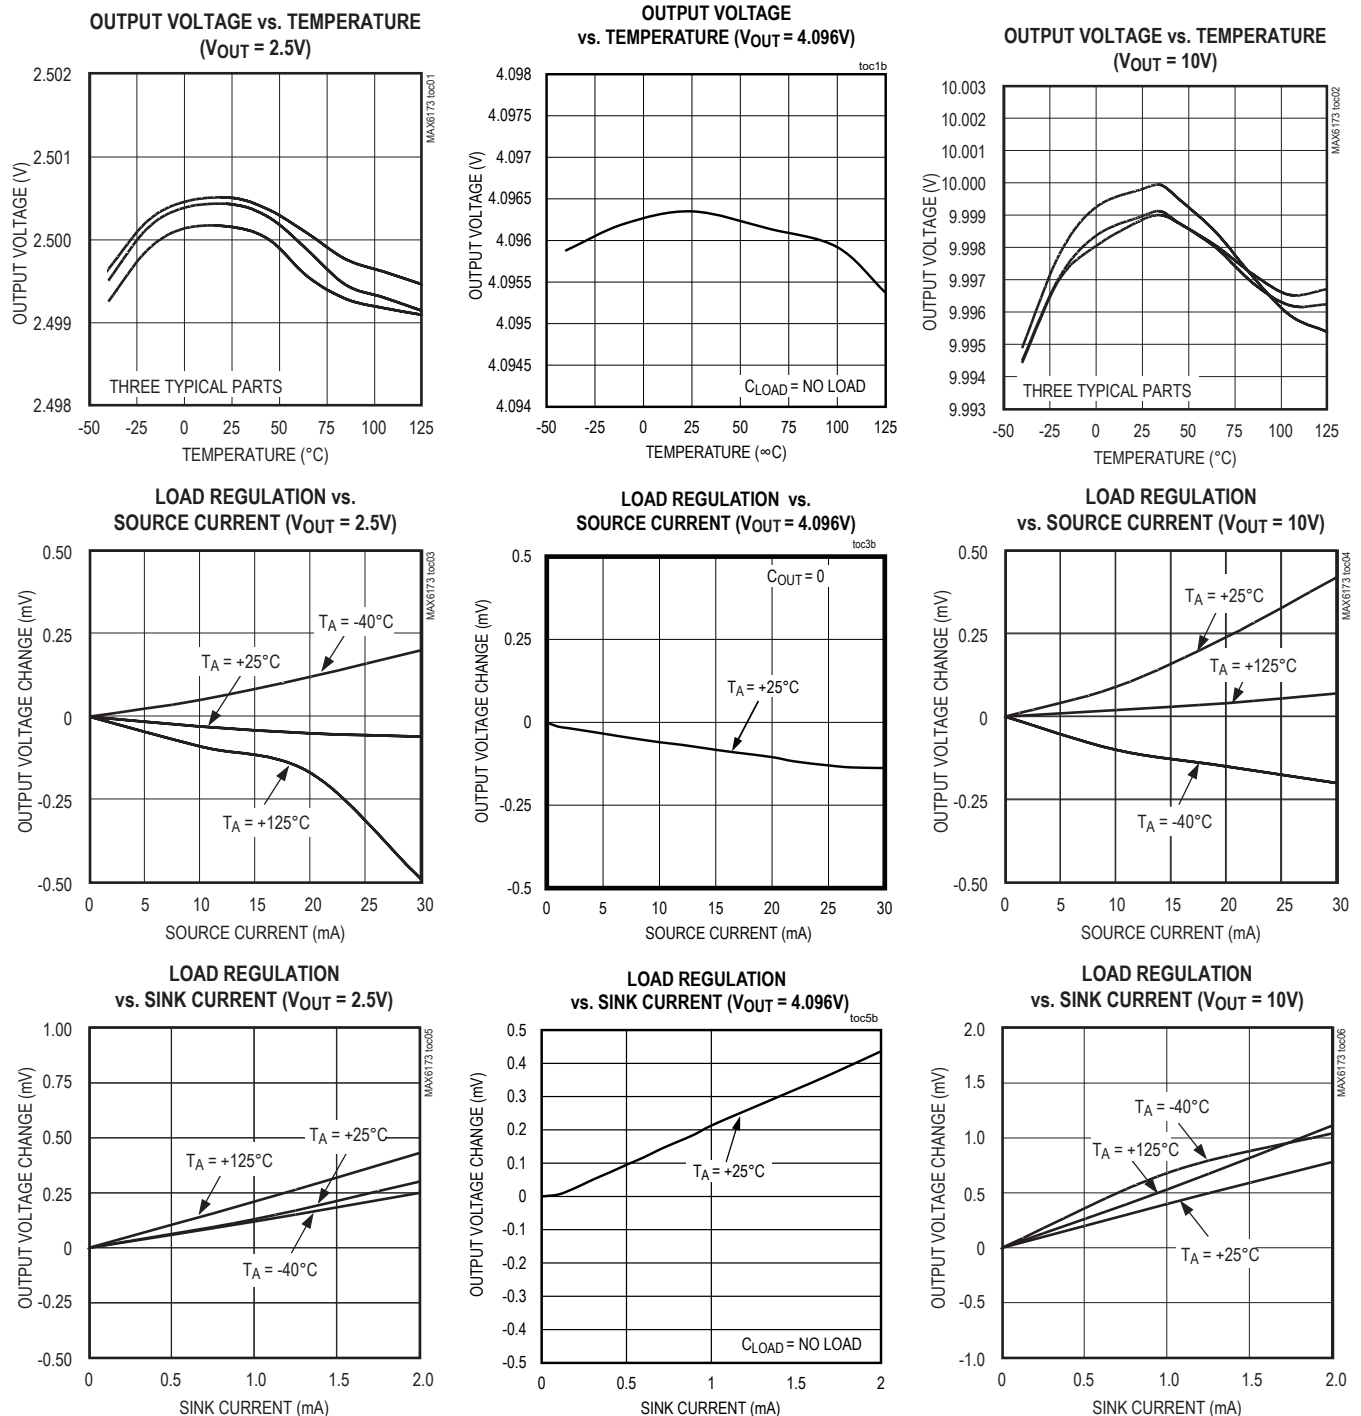 OUTPUT VOLTAGE vs. TEMPERATURE
(VOUT = 2.5V)
MAX6173 toc01
OUTPUT VOLTAGE (V)
2.502
2.501
2.500
2.499
2.498
THREE TYPICAL PARTS
-50 -25 0 25 50 75 100 125
TEMPERATURE (°C)
OUTPUT VOLTAGE
vs. TEMPERATURE (VOUT = 4.096V)
toc1b
OUTPUT VOLTAGE (V)
4.098
4.0975
4.097
4.0965
4.096
4.0955
4.095
4.0945
4.094
CLOAD = NO LOAD
-50 -25 0 25 50 75 100 125
TEMPERATURE (∞C)
OUTPUT VOLTAGE vs. TEMPERATURE
(VOUT = 10V)
MAX6173 toc02
OUTPUT VOLTAGE (V)
10.003
10.002
10.001
10.000
9.999
9.998
9.997
9.996
9.995
9.994
9.993
THREE TYPICAL PARTS
-50 -25 0 25 50 75 100 125
TEMPERATURE (°C)
LOAD REGULATION vs.
SOURCE CURRENT (VOUT = 2.5V)
MAX6173 toc03
OUTPUT VOLTAGE CHANGE (mV)
0.50
0.25
0
-0.25
-0.50
TA = -40°C
TA = +25°C
TA = +125°C
0 5 10 15 20 25 30
SOURCE CURRENT (mA)
LOAD REGULATION vs.
SOURCE CURRENT (VOUT = 4.096V)
toc3b
OUTPUT VOLTAGE CHANGE (mV)
0.5
0.25
0
-0.25
-0.5
COUT = 0
TA = +25°C
0 5 10 15 20 25 30
SOURCE CURRENT (mA)
LOAD REGULATION
vs. SOURCE CURRENT (VOUT = 10V)
MAX6173 toc04
OUTPUT VOLTAGE CHANGE (mV)
0.50
0.25
0
-0.25
-0.50
TA = +25°C
TA = +125°C
TA = -40°C
0 5 10 15 20 25 30
SOURCE CURRENT (mA)
LOAD REGULATION
vs. SINK CURRENT (VOUT = 2.5V)
MAX6173 toc05
OUTPUT VOLTAGE CHANGE (mV)
1.00
0.75
0.50
0.25
0
-0.25
-0.50
TA = +25°C
TA = +125°C
TA = -40°C
0 0.5 1.0 1.5 2.0
SINK CURRENT (mA)
LOAD REGULATION
vs. SINK CURRENT (VOUT = 4.096V)
toc5b
OUTPUT VOLTAGE CHANGE (mV)
0.5
0.4
0.3
0.2
0.1
0
-0.1
-0.2
-0.3
-0.4
-0.5
TA = +25°C
CLOAD = NO LOAD
0 0.5 1 1.5 2
SINK CURRENT (mA)
LOAD REGULATION
vs. SINK CURRENT (VOUT = 10V)
MAX6173 toc06
OUTPUT VOLTAGE CHANGE (mV)
2.0
1.5
1.0
0.5
0
-0.5
-1.0
TA = -40°C
TA = +125°C
TA = +25°C
0 0.5 1.0 1.5 2.0
SINK CURRENT (mA)